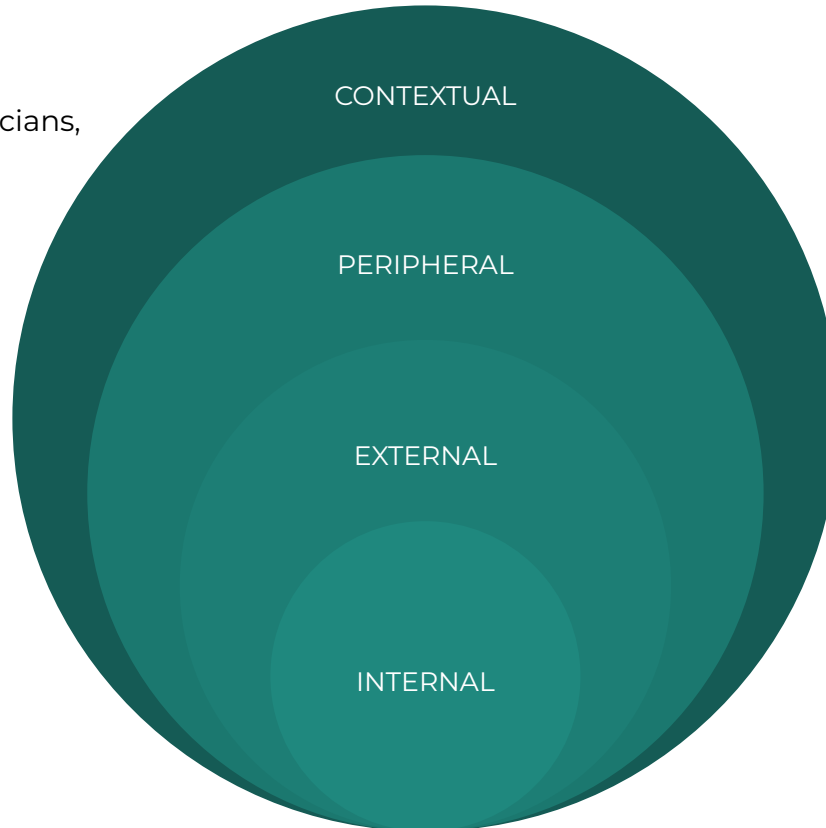 CONTEXTUAL
cians,
PERIPHERAL
EXTERNAL
INTERNAL